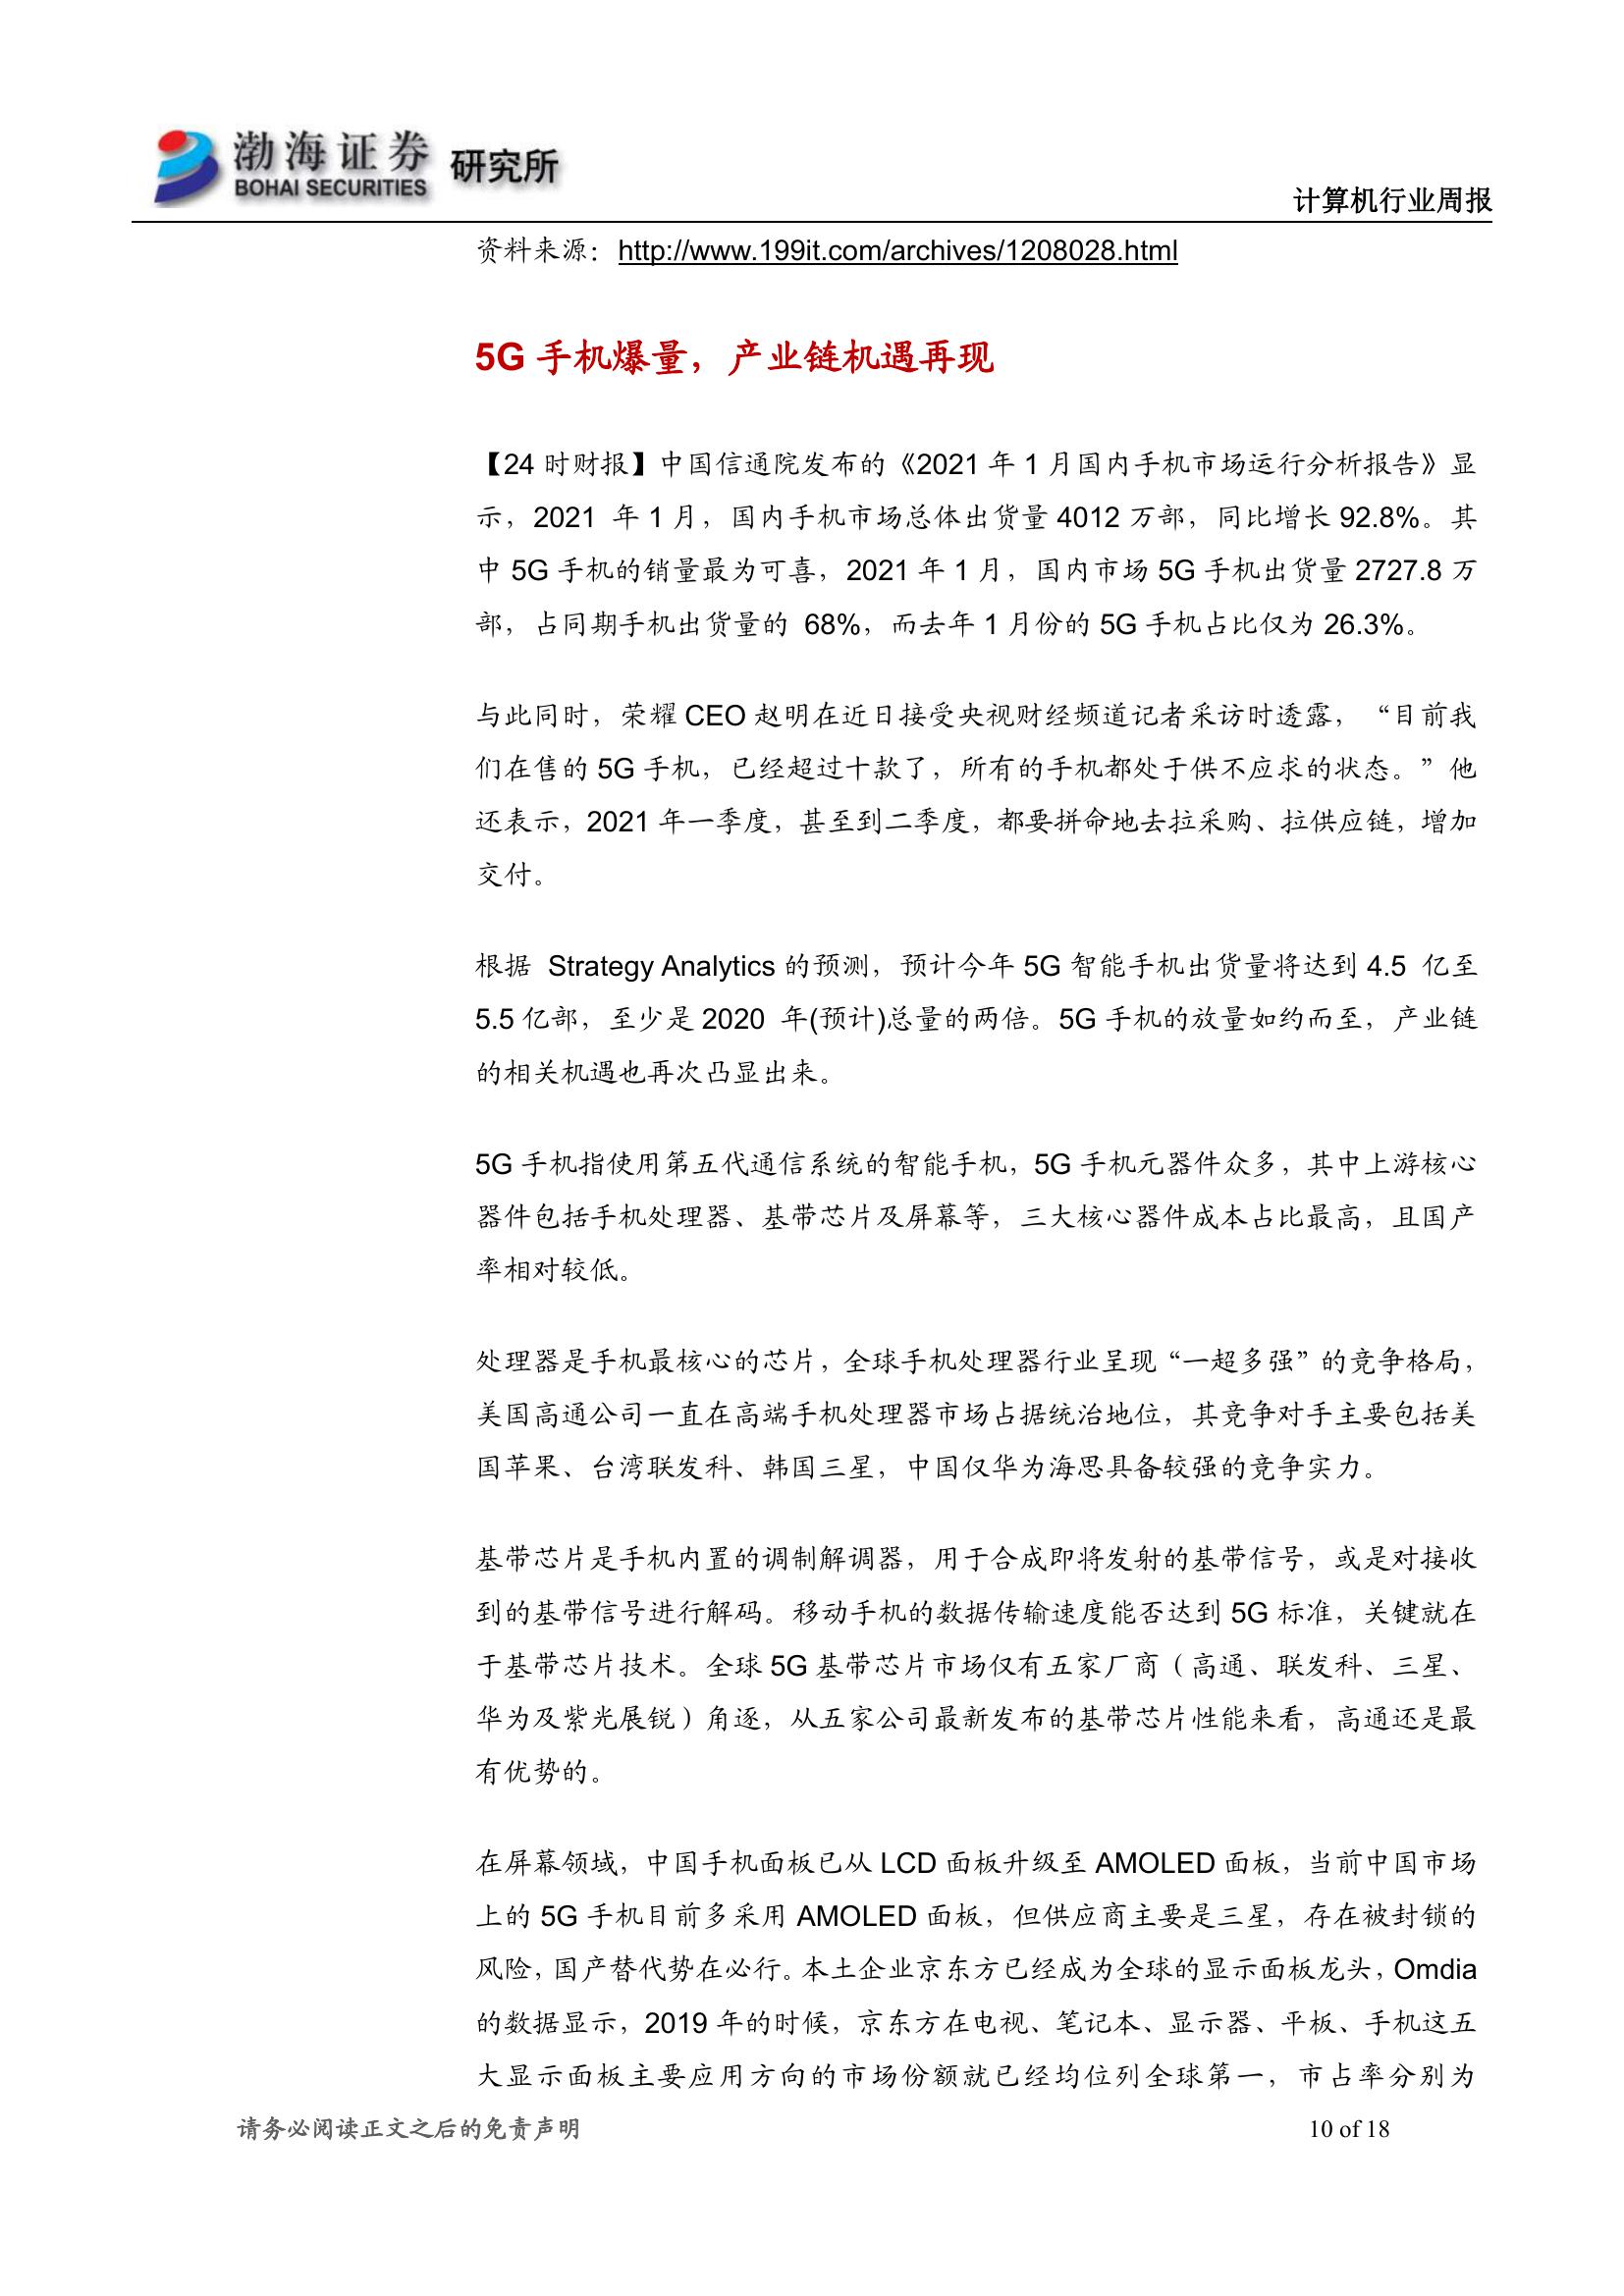 渤海证券 研究所
BOHAI SECURITIES
计算机行业周报
资料来源：http://www.199it.com/archives/1208028.html
5G 手机爆量，产业链机遇再现
【24 时财报】中国信通院发布的《2021 年 1 月国内手机市场运行分析报告》显
示，2021 年 1 月，国内手机市场总体出货量 4012 万部，同比增长 92.8%。其
中 5G 手机的销量最为可喜，2021 年 1 月，国内市场 5G 手机出货量 2727.8 万
部，占同期手机出货量的 68%，而去年 1 月份的 5G 手机占比仅为 26.3%。
与此同时，荣耀 CEO 赵明在近日接受央视财经频道记者采访时透露，“目前我
们在售的 5G 手机，已经超过十款了，所有的手机都处于供不应求的状态。”他
还表示，2021 年一季度，甚至到二季度，都要拼命地去拉采购、拉供应链，增加
交付。
根据 Strategy Analytics 的预测，预计今年 5G 智能手机出货量将达到 4.5 亿至
5.5 亿部，至少是 2020 年(预计)总量的两倍。5G 手机的放量如约而至，产业链
的相关机遇也再次凸显出来。
5G 手机指使用第五代通信系统的智能手机，5G 手机元器件众多，其中上游核心
器件包括手机处理器、基带芯片及屏幕等，三大核心器件成本占比最高，且国产
率相对较低。
处理器是手机最核心的芯片，全球手机处理器行业呈现“一超多强”的竞争格局，
美国高通公司一直在高端手机处理器市场占据统治地位，其竞争对手主要包括美
国苹果、台湾联发科、韩国三星，中国仅华为海思具备较强的竞争实力。
基带芯片是手机内置的调制解调器，用于合成即将发射的基带信号，或是对接收
到的基带信号进行解码。移动手机的数据传输速度能否达到 5G 标准，关键就在
于基带芯片技术。全球 5G 基带芯片市场仅有五家厂商（高通、联发科、三星、
华为及紫光展锐）角逐，从五家公司最新发布的基带芯片性能来看，高通还是最
有优势的。
在屏幕领域，中国手机面板已从 LCD 面板升级至 AMOLED 面板，当前中国市场
上的 5G 手机目前多采用 AMOLED 面板，但供应商主要是三星，存在被封锁的
风险，国产替代势在必行。本土企业京东方已经成为全球的显示面板龙头，Omdia
的数据显示，2019 年的时候，京东方在电视、笔记本、显示器、平板、手机这五
大显示面板主要应用方向的市场份额就已经均位列全球第一，市占率分别为
请务必阅读正文之后的免责声明
10 of 18